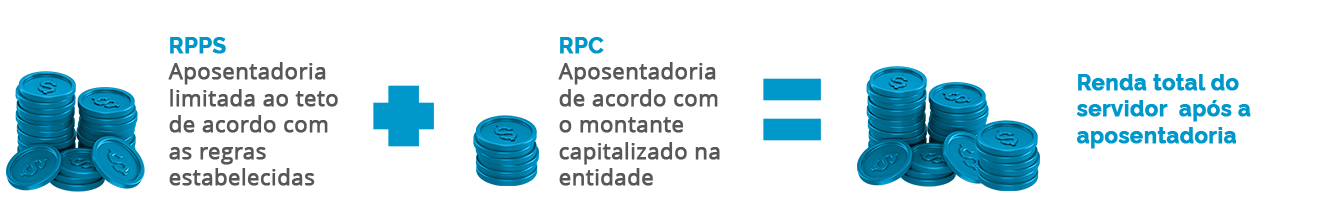 RPPS
Aposentadoria
limitada ao teto
de acordo com
as regras
estabelecidas
RPC
Aposentadoria
de acordo com
o montante
capitalizado na
entidade
Renda total do
servidor após a
aposentadoria